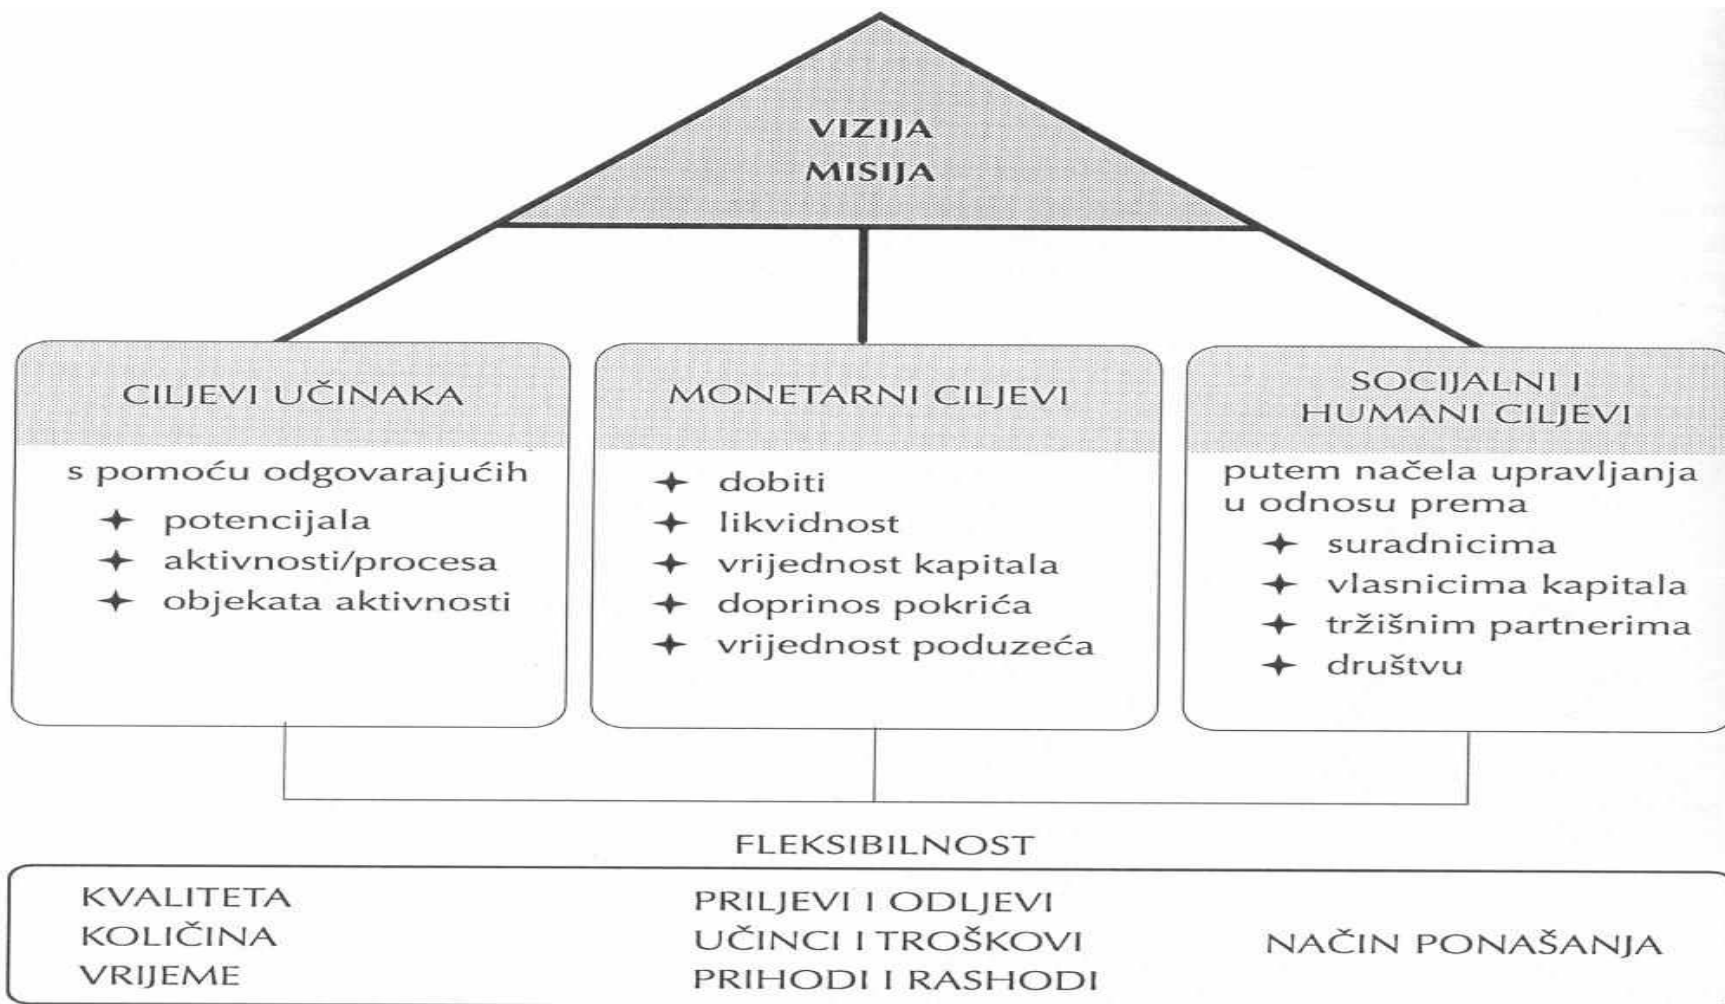 VIZIJA
MISIJA
CILJEVI UČINAKA
s pomoću odgovarajućih
potencijala
aktivnosti/procesa
objekata aktivnosti
MONETARNI CILJEVI
dobiti
likvidnost
vrijednost kapitala
doprinos pokrića
vrijednost poduzeća
SOCIJALNI I
HUMANI CILJEVI
putem načela upravljanja
u odnosu prema
suradnicima
vlasnicima kapitala
tržišnim partnerima
društvu
FLEKSIBILNOST
KVALITETA
KOLIČINA
VRIJEME
PRILJEVI I ODLJEVI
UČINCI I TROŠKOVI
PRIHODI I RASHODI
NAČIN PONAŠANJA